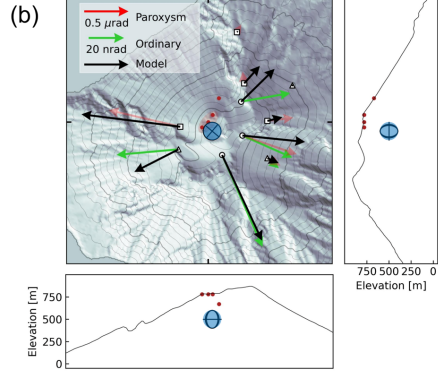 (b)
0.5 μrad Paroxysm
20 nrad Ordinary
Model
750 500 250 0
Elevation [m]
Elevation [m]
750
500
250
0